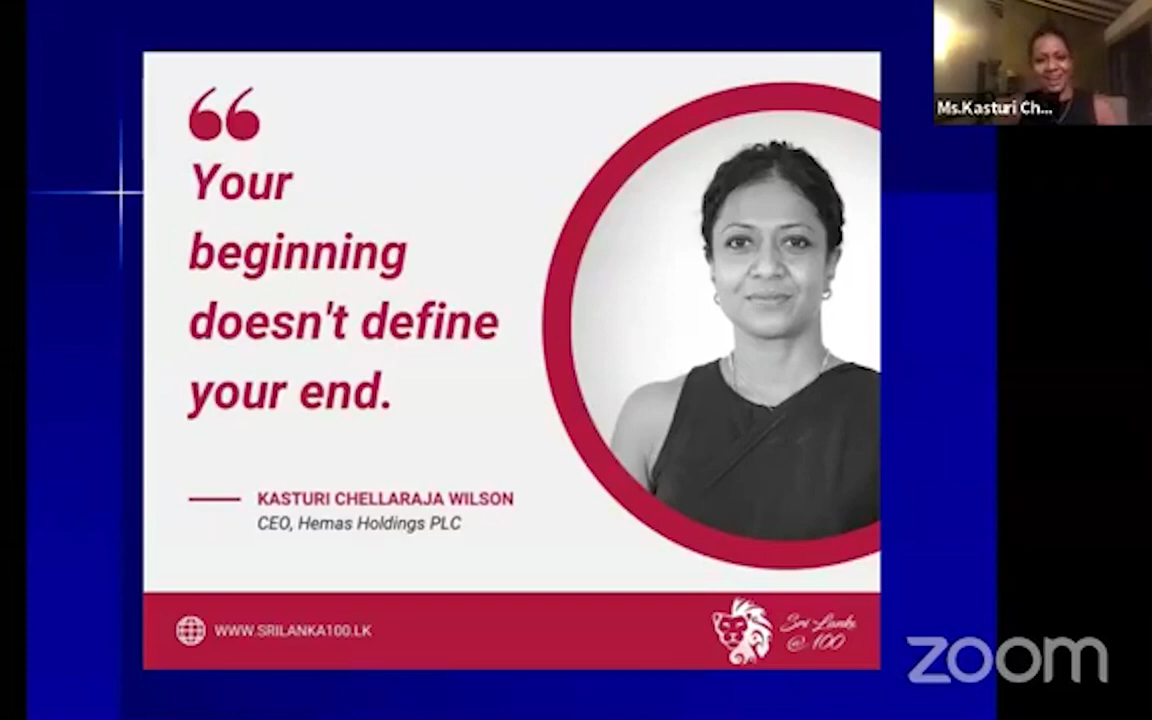 Ms.Kasturi Ch...
Your
beginning
doesn't define
your end.
KASTURI CHELLARAJA WILSON
CEO, Hemas Holdings PLC
WWW.SRILANKA100.LK
Sri Lanka
@ 100
zoom